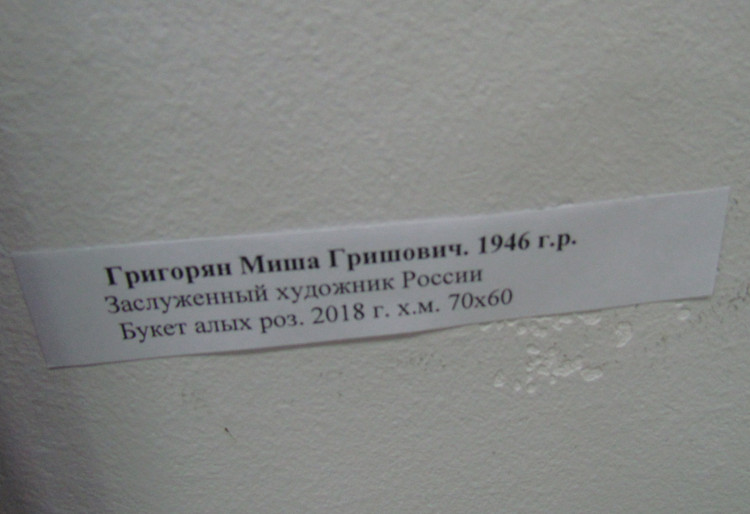 Григорян Миша Гришович. 1946 г.р.
Заслуженный художник России
Букет алых роз. 2018 г. х.м. 70х60